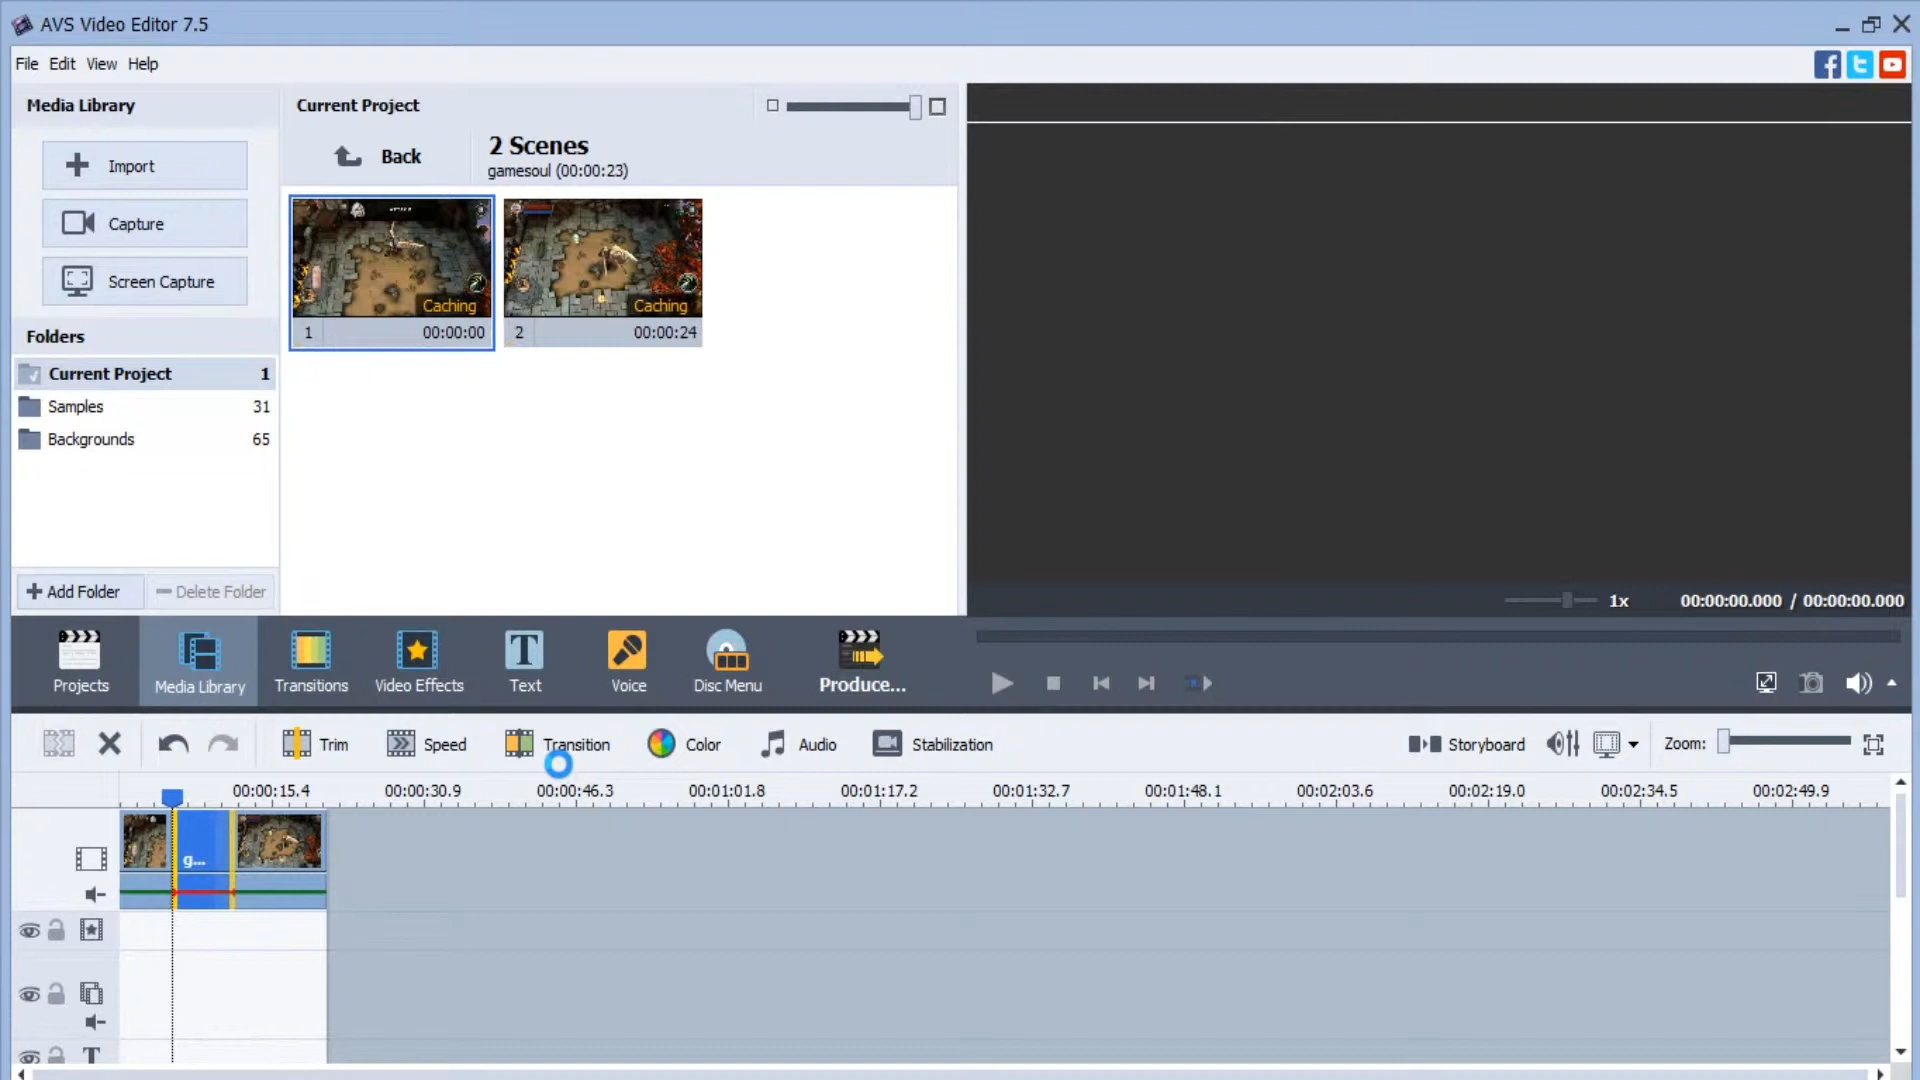 AVS Video Editor 7.5
File Edit View Help
Media Library
Current Project
Import
Back
2 Scenes
gamesoul (00:00:23)
Capture
Screen Capture
Caching
Caching
1 00:00:00
2 00:00:24
Folders
Current Project 1
Samples 31
Backgrounds 65
Add Folder
Delete Folder
1x 00:00:00.000 / 00:00:00.000
Projects
Media Library
Transitions
Video Effects
Text
Voice
Disc Menu
Produce...
Trim
Speed
Transition
Color
Audio
Stabilization
Storyboard
Zoom:
00:00:15.4 00:00:30.9 00:00:46.3 00:01:01.8 00:01:17.2 00:01:32.7 00:01:48.1 00:02:03.6 00:02:19.0 00:02:34.5 00:02:49.9
g...